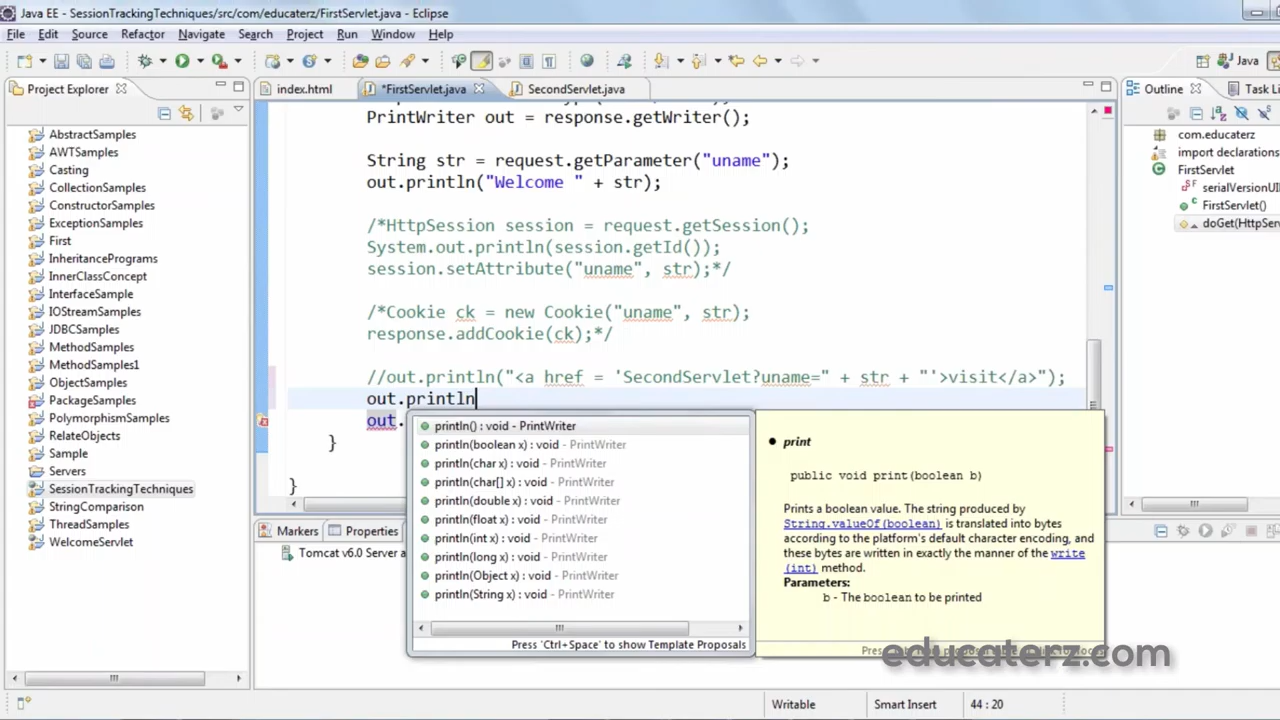 Java EE - SessionTrackingTechniques/src/com/educaterz/FirstServlet.java - Eclipse
File Edit Source Refactor Navigate Search Project Run Window Help
Java
Project Explorer
index.html
*FirstServlet.java
SecondServlet.java
Outline
Task Li
AbstractSamples
AWTSamples
Casting
CollectionSamples
ConstructorSamples
ExceptionSamples
First
InheritancePrograms
InnerClassConcept
InterfaceSample
IOStreamSamples
JDBCSamples
MethodSamples
MethodSamples1
ObjectSamples
PackageSamples
PolymorphismSamples
RelateObjects
Sample
Servers
SessionTrackingTechniques
StringComparison
ThreadSamples
WelcomeServlet
PrintWriter out = response.getWriter();
String str = request.getParameter("uname");
out.println("Welcome " + str);
/*HttpSession session = request.getSession();
System.out.println(session.getId());
session.setAttribute("uname", str);*/
/*Cookie ck = new Cookie("uname", str);
response.addCookie(ck);*/
//out.println("<a href = 'SecondServlet?uname=" + str + "'>visit</a>");
out.println
out.
}
}
println() : void - PrintWriter
println(boolean x) : void - PrintWriter
println(char x) : void - PrintWriter
println(char[] x) : void - PrintWriter
println(double x) : void - PrintWriter
println(float x) : void - PrintWriter
println(int x) : void - PrintWriter
println(long x) : void - PrintWriter
println(Object x) : void - PrintWriter
println(String x) : void - PrintWriter
Press 'Ctrl+Space' to show Template Proposals
print
public void print(boolean b)
Prints a boolean value. The string produced by
String.valueOf(boolean) is translated into bytes
according to the platform's default character encoding, and
these bytes are written in exactly the manner of the write
(int) method.
Parameters:
b - The boolean to be printed
com.educaterz
import declarations
FirstServlet
serialVersionUI
FirstServlet()
doGet(HttpServ
Markers
Properties
Tomcat v6.0 Server a
educaterz.com
Writable
Smart Insert
44 : 20